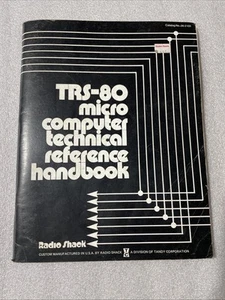 TRS-80
micro
computer
technical
reference
handbook
Radio Shack
CUSTOM MANUFACTURED IN U.S.A. BY RADIO SHACK A DIVISION OF TANDY CORPORATION